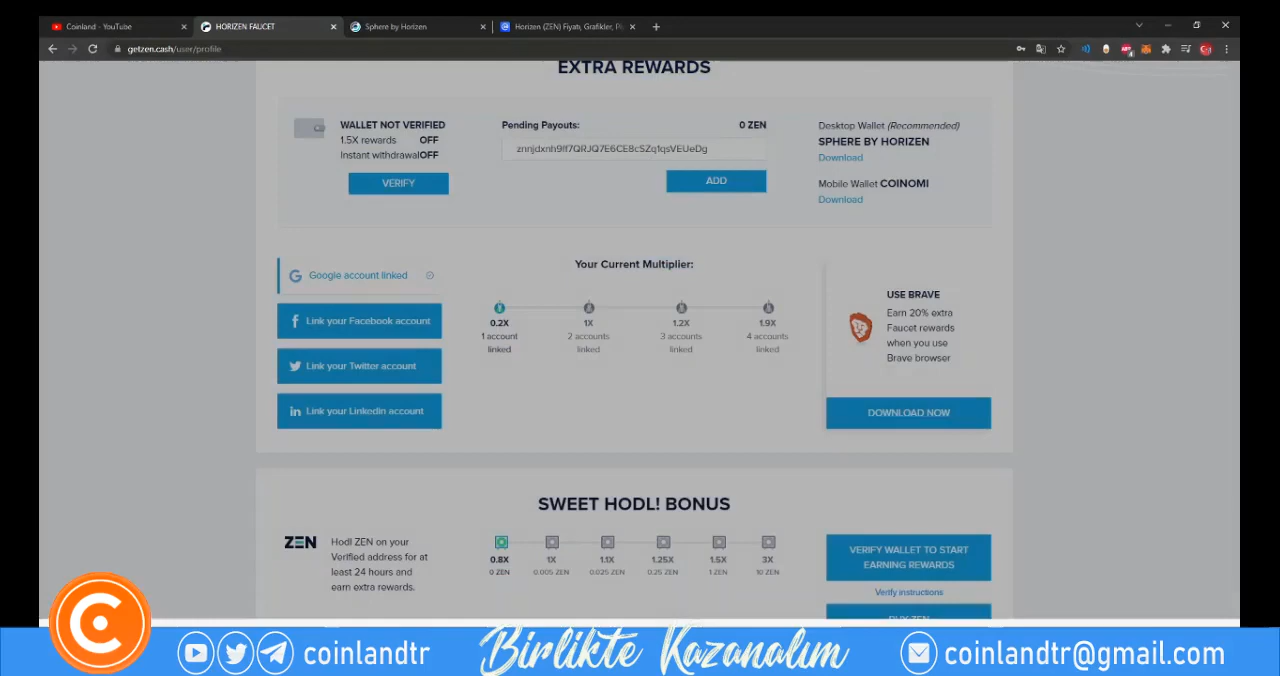 Coinland - YouTube
HORIZEN FAUCET
Sphere by Horizen
Horizen (ZEN) Fiyatı, Grafikler,
getzen.cash/user/profile
EXTRA REWARDS
WALLET NOT VERIFIED
1.5X rewards OFF
Instant withdrawal OFF
VERIFY
Pending Payouts: 0 ZEN
ADD
Desktop Wallet (Recommended)
SPHERE BY HORIZEN
Download
Mobile Wallet COINOMI
Download
Google account linked
Link your Facebook account
Link your Twitter account
Link your Linkedin account
in
Your Current Multiplier:
0.2X 1X 1.2X 1.9X
1 account 2 accounts 3 accounts 4 accounts
linked linked linked linked
USE BRAVE
Earn 20% extra
Faucet rewards
when you use
Brave browser
DOWNLOAD NOW
SWEET HODL! BONUS
ZEN
Hodl ZEN on your
Verified address for at
least 24 hours and
earn extra rewards.
0.8X 1X 1.1X 1.25X 1.5X 3X
0 ZEN 0.005 ZEN 0.025 ZEN 0.25 ZEN 1 ZEN 10 ZEN
VERIFY WALLET TO START
EARNING REWARDS
Verify instructions
BUY ZEN
coinlandtr
Birlikte Kazanalım
coinlandtr@gmail.com